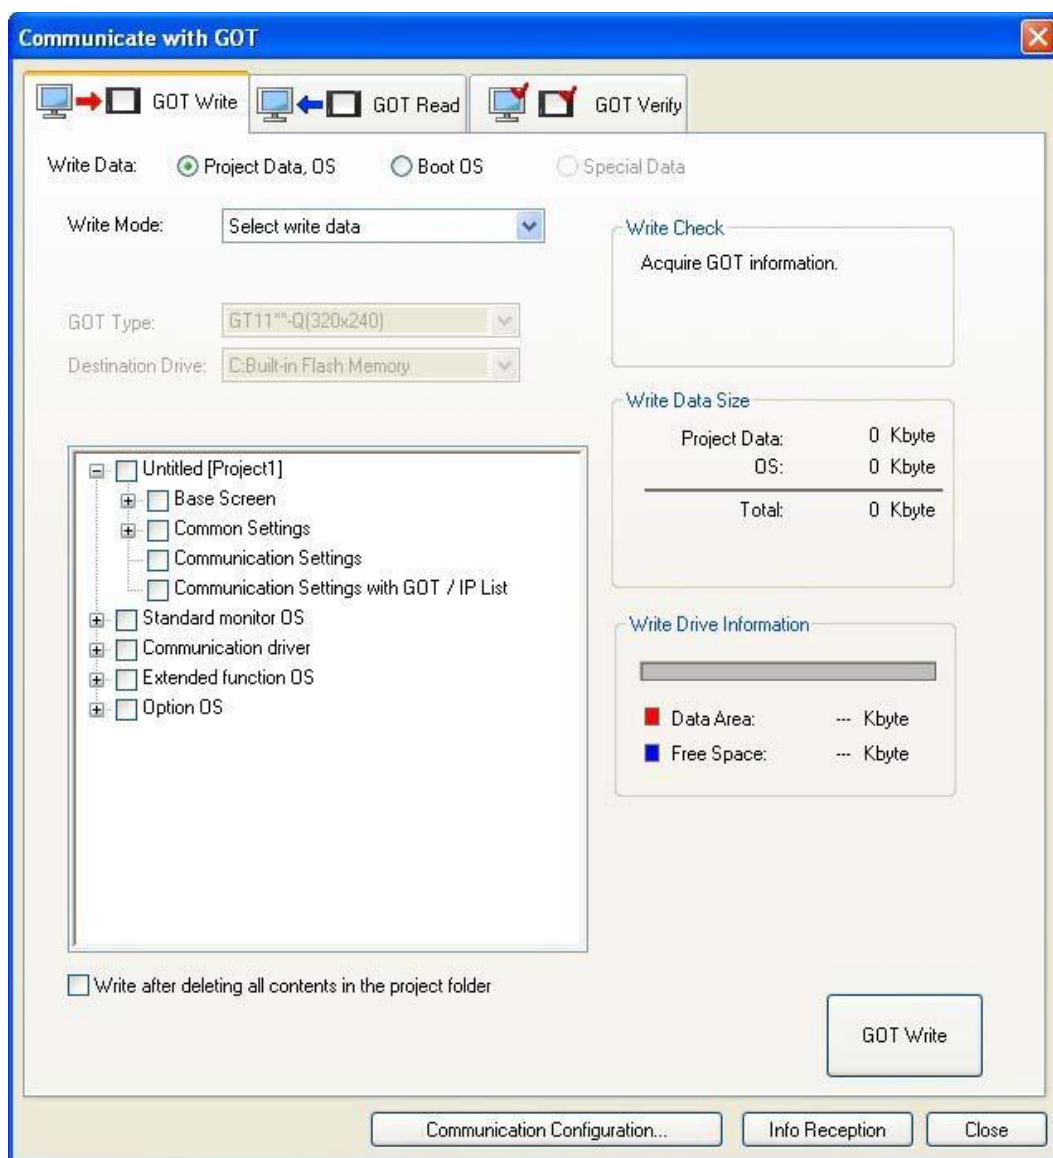 Communicate with GOT
GOT Write
GOT Read
GOT Verify
Write Data: Project Data, OS Boot OS Special Data
Write Mode: Select write data
GOT Type: GT11**-Q(320x240)
Destination Drive: C:Built-in Flash Memory
Untitled [Project1]
Base Screen
Common Settings
Communication Settings
Communication Settings with GOT / IP List
Standard monitor OS
Communication driver
Extended function OS
Option OS
Write after deleting all contents in the project folder
Write Check
Acquire GOT information.
Write Data Size
Project Data: 0 Kbyte
OS: 0 Kbyte
Total: 0 Kbyte
Write Drive Information
Data Area: --- Kbyte
Free Space: --- Kbyte
GOT Write
Communication Configuration... Info Reception Close